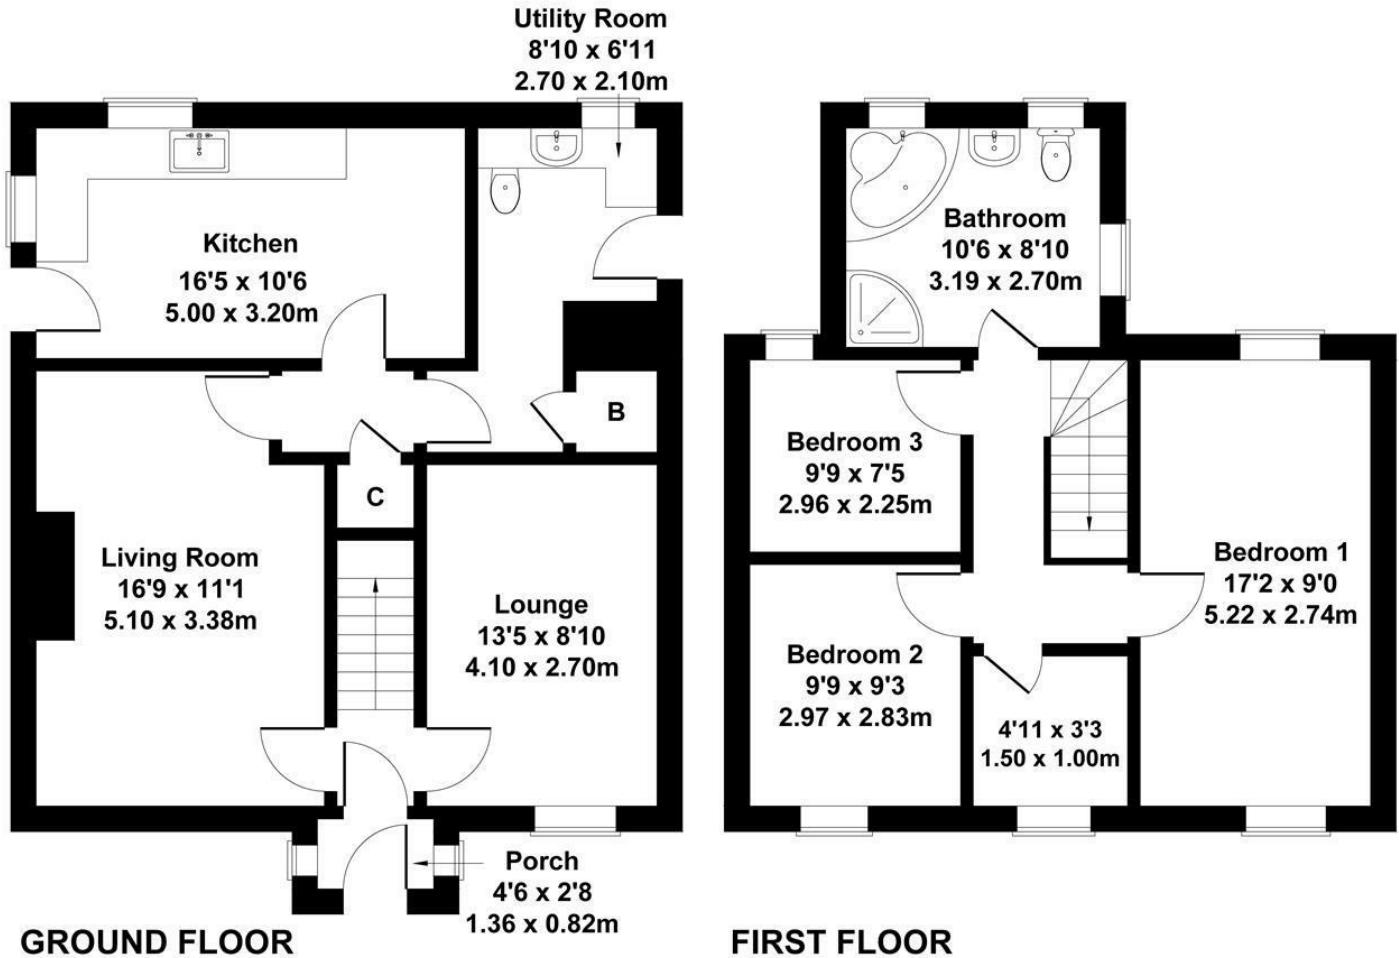 Utility Room
8'10 x 6'11
2.70 x 2.10m
Kitchen
16'5 x 10'6
5.00 x 3.20m
B
C
Living Room
16'9 x 11'1
5.10 x 3.38m
Lounge
13'5 x 8'10
4.10 x 2.70m
Porch
4'6 x 2'8
1.36 x 0.82m
GROUND FLOOR
Bathroom
10'6 x 8'10
3.19 x 2.70m
Bedroom 3
9'9 x 7'5
2.96 x 2.25m
Bedroom 1
17'2 x 9'0
5.22 x 2.74m
Bedroom 2
9'9 x 9'3
2.97 x 2.83m
4'11 x 3'3
1.50 x 1.00m
FIRST FLOOR